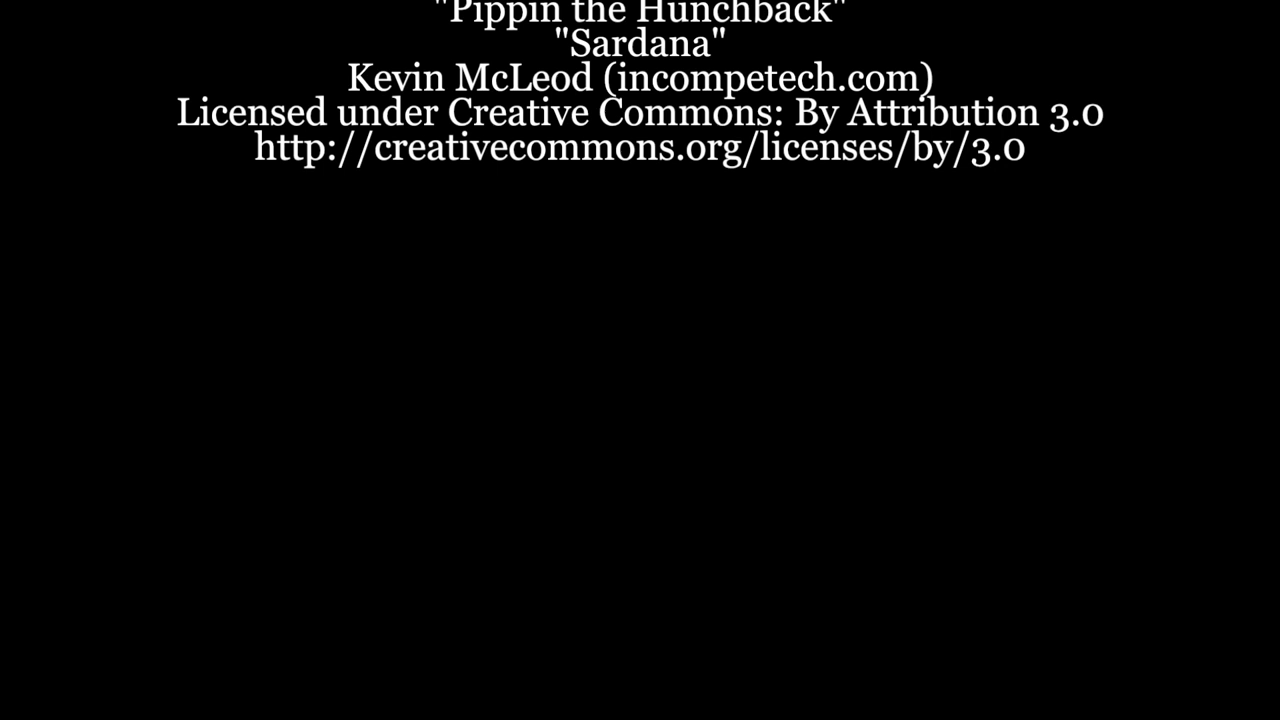 "Pippin the Hunchback"
"Sardana"
Kevin McLeod (incompetech.com)
Licensed under Creative Commons: By Attribution 3.0
http://creativecommons.org/licenses/by/3.0